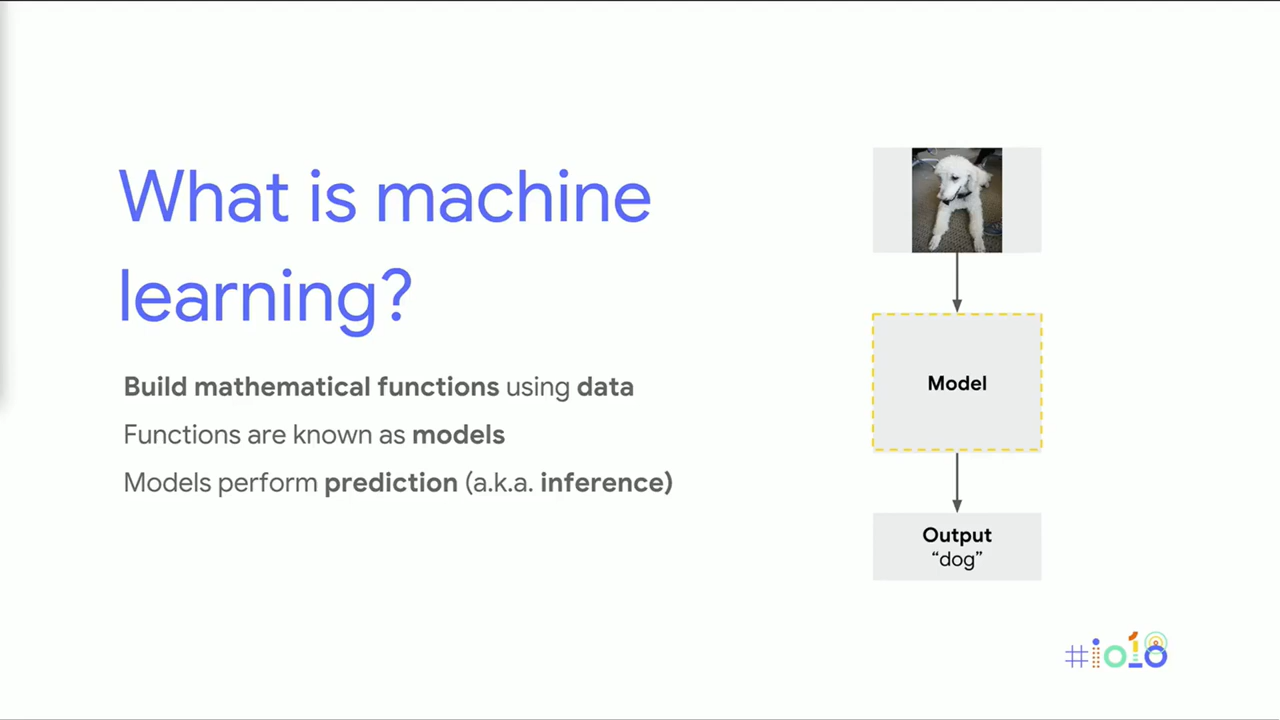 What is machine
learning?
Build mathematical functions using data
Functions are known as models
Models perform prediction (a.k.a. inference)
Model
Output
“dog”
#io18